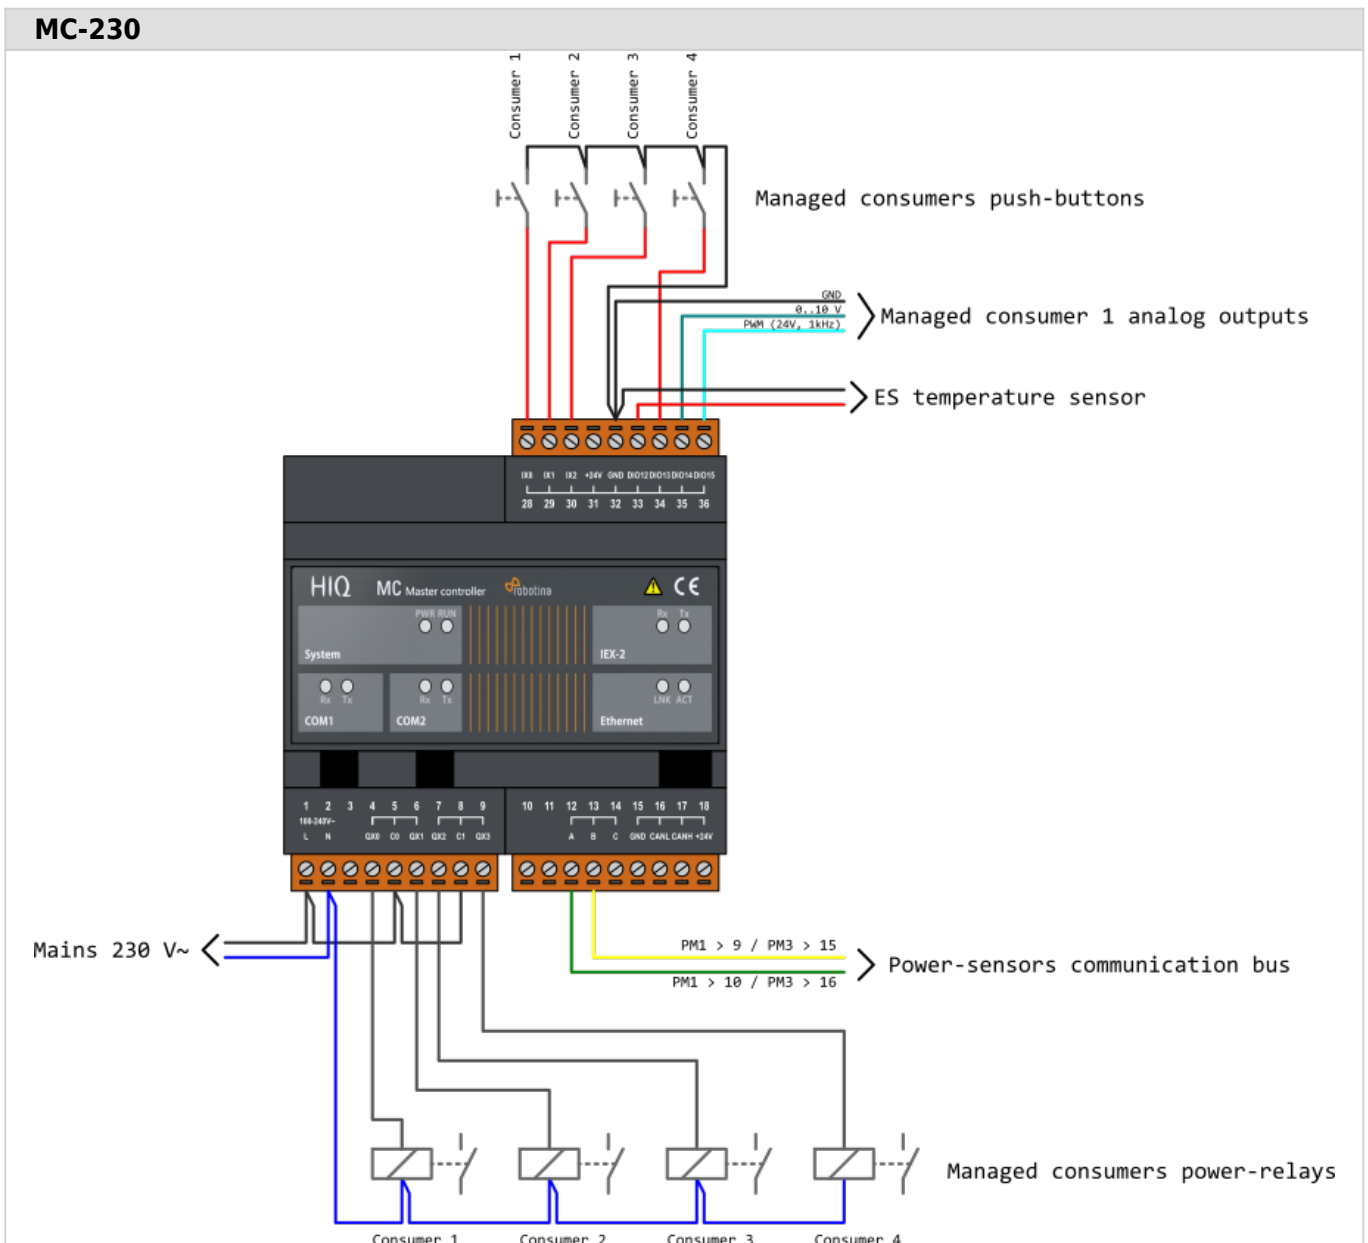 MC-230
Consumer 1
Consumer 2
Consumer 3
Consumer 4
Managed consumers push-buttons
GND
0..10 V
PWM (24V, 1kHz)
Managed consumer 1 analog outputs
ES temperature sensor
IX0 IX1 IX2 +24V GND DIO12 DIO13 DIO14 DIO15
28 29 30 31 32 33 34 35 36
HIQ MC Master controller robotina CE
PWR RUN
Rx Tx
System
IEX-2
Rx Tx
Rx Tx
LNK ACT
COM1
COM2
Ethernet
1 2 3 4 5 6 7 8 9
10 11 12 13 14 15 16 17 18
100-240V~
L N QX0 C0 QX1 QX2 C1 QX3
A B C GND CANL CANH +24V
Mains 230 V~
PM1 > 9 / PM3 > 15
Power-sensors communication bus
PM1 > 10 / PM3 > 16
Managed consumers power-relays
Consumer 1
Consumer 2
Consumer 3
Consumer 4